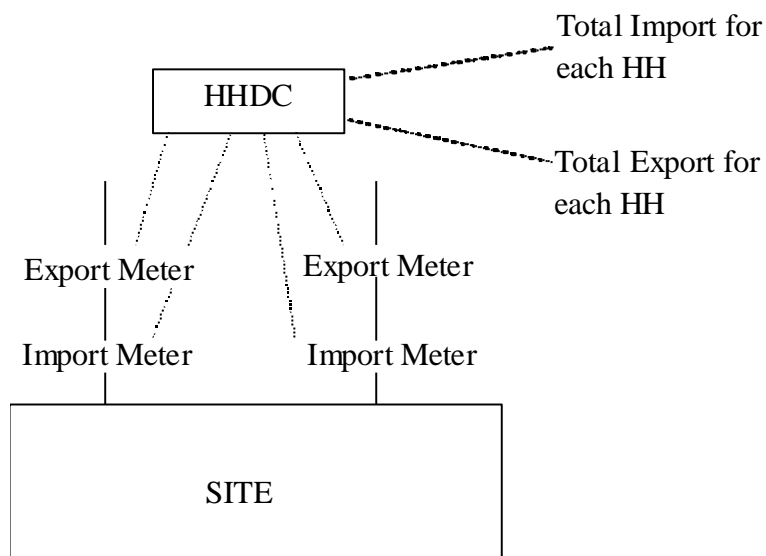 Total Import for
each HH
HHDC
Total Export for
each HH
Export Meter
Export Meter
Import Meter
Import Meter
SITE